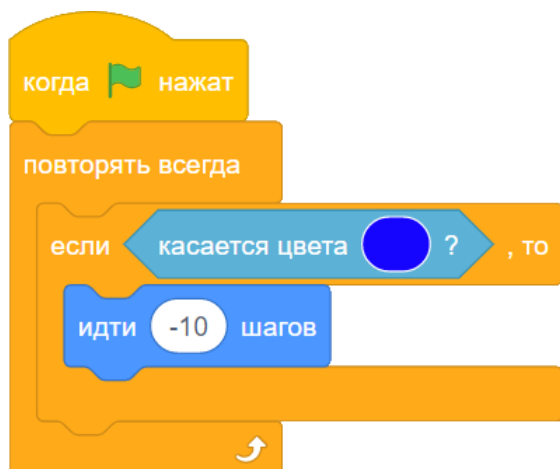 когда нажат
повторять всегда
если касается цвета ? , то
идти -10 шагов